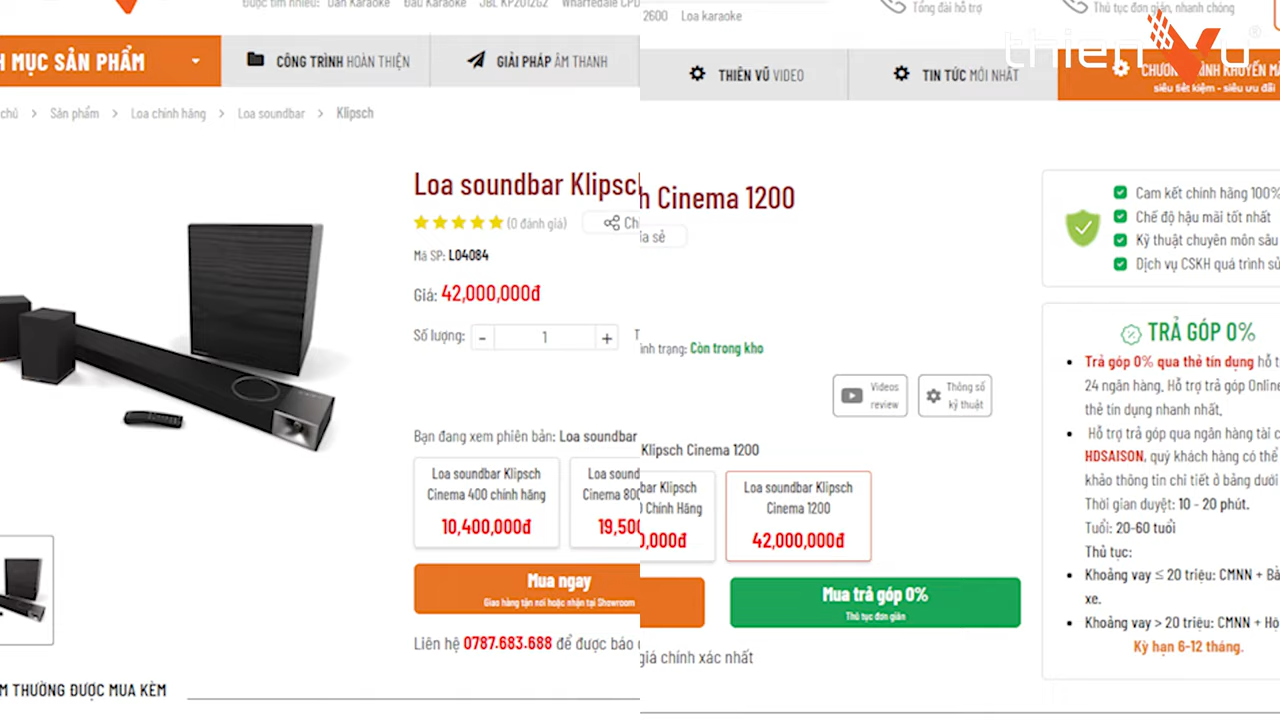 Được tìm nhiều: Dàn Karaoke Đầu Karaoke JBL KP2012G2 Wharfedale
2600 Loa karaoke
Tổng đài hỗ trợ
Thủ tục đơn giản, nhanh chóng
thienVu®
H MỤC SẢN PHẨM
CÔNG TRÌNH HOÀN THIỆN
GIẢI PHÁP ÂM THANH
THIÊN VŨ VIDEO
TIN TỨC MỚI NHẤT
siêu tiết kiệm - siêu ưu đãi
chủ > Sản phẩm > Loa chính hãng > Loa soundbar > Klipsch
Loa soundbar Klipsch
h Cinema 1200
(0 đánh giá)
Ch
ia sẻ
Mã SP: L04084
Giá: 42,000,000đ
Số lượng: - 1 + T
ình trạng: Còn trong kho
Videos
review
Thông số
kỹ thuật
Bạn đang xem phiên bản: Loa soundbar
Klipsch Cinema 1200
Loa soundbar Klipsch
Cinema 400 chính hãng
10,400,000đ
Loa sound
Cinema 800
19,500
bar Klipsch
0 Chính Hãng
0,000đ
Loa soundbar Klipsch
Cinema 1200
42,000,000đ
Mua ngay
Giao hàng tận nơi hoặc nhận tại Showroom
Mua trả góp 0%
Thủ tục đơn giản
Liên hệ 0787.683.688 để được báo
giá chính xác nhất
M THƯỜNG ĐƯỢC MUA KÈM
Cam kết chính hãng 100%
Chế độ hậu mãi tốt nhất
Kỹ thuật chuyên môn sâu
Dịch vụ CSKH quá trình sử
TRẢ GÓP 0%
Trả góp 0% qua thẻ tín dụng hỗ t
24 ngân hàng. Hỗ trợ trả góp Online
thẻ tín dụng nhanh nhất.
Hỗ trợ trả góp qua ngân hàng tài c
HDSAISON, quý khách hàng có thể
khảo thông tin chi tiết ở bảng dưới
Thời gian duyệt: 10 - 20 phút.
Tuổi: 20-60 tuổi
Thủ tục:
Khoảng vay ≤ 20 triệu: CMNN + Bằ
xe.
Khoảng vay > 20 triệu: CMNN + Hộ
Kỳ hạn 6-12 tháng.